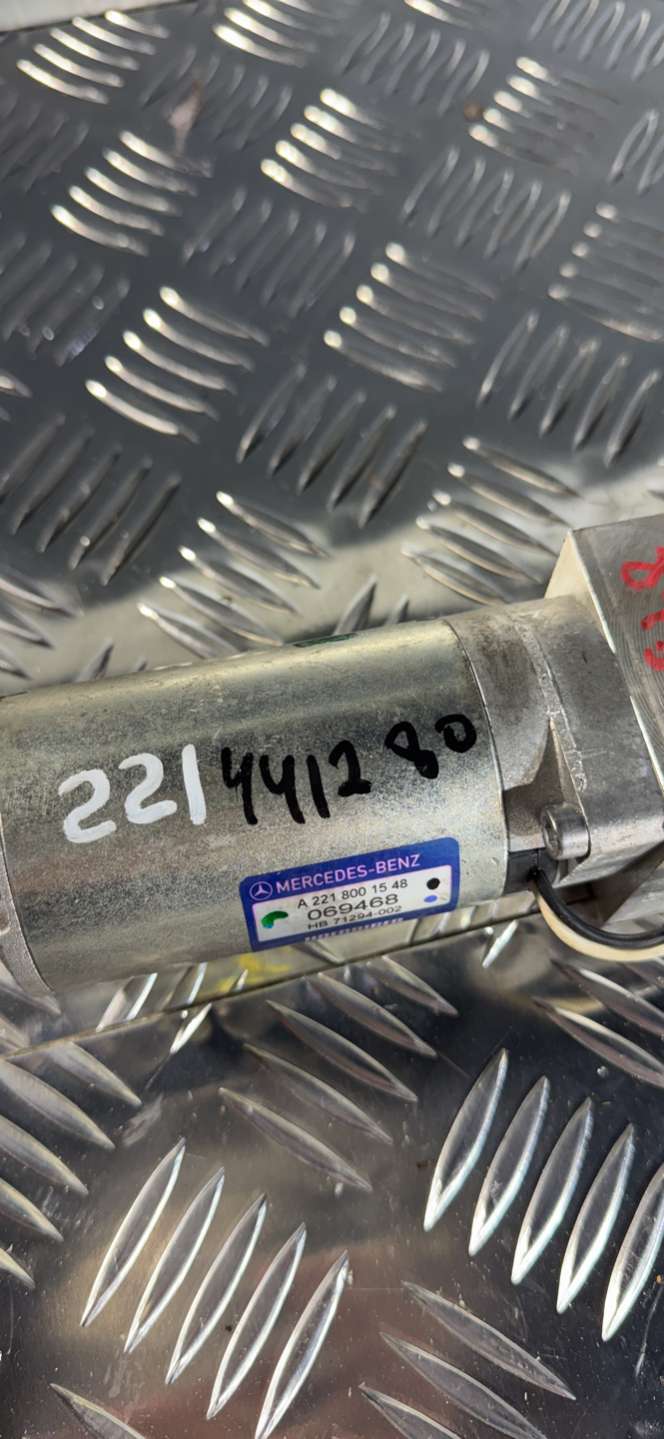 221 441280
MERCEDES-BENZ
A 221 800 15 48
069468
HB 71294-002